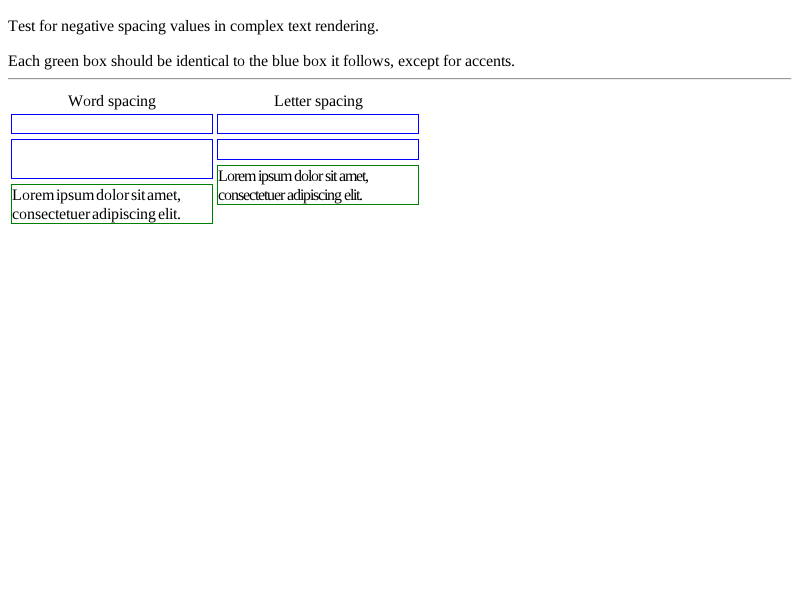 Test for negative spacing values in complex text rendering.
Each green box should be identical to the blue box it follows, except for accents.
Word spacing
Letter spacing
Lorem ipsum dolor sit amet,
consectetuer adipiscing elit.
Lorem ipsum dolor sit amet,
consectetuer adipiscing elit.